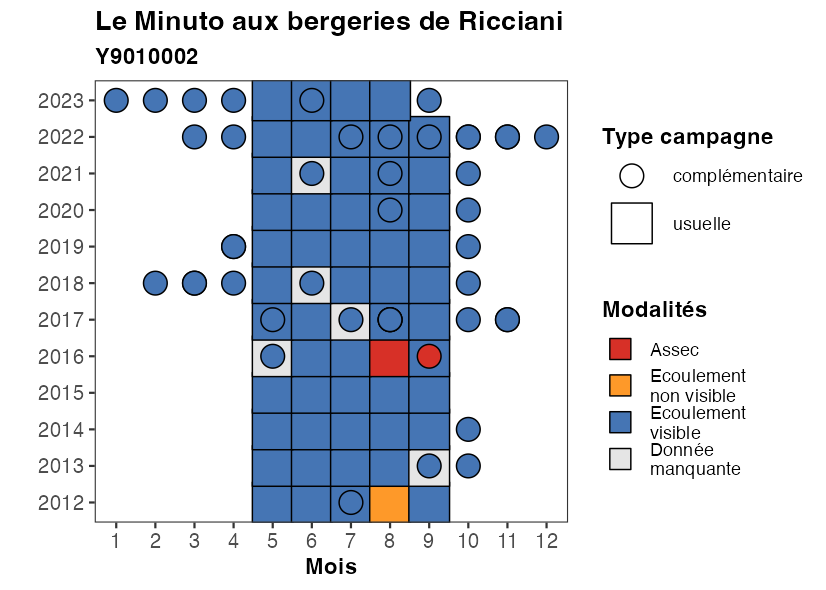 Le Minuto aux bergeries de Ricciani
Y9010002
2023
2022
2021
2020
2019
2018
2017
2016
2015
2014
2013
2012
1 2 3 4 5 6 7 8 9 10 11 12
Mois
Type campagne
complémentaire
usuelle
Modalités
Assec
Ecoulement
non visible
Ecoulement
visible
Donnée
manquante